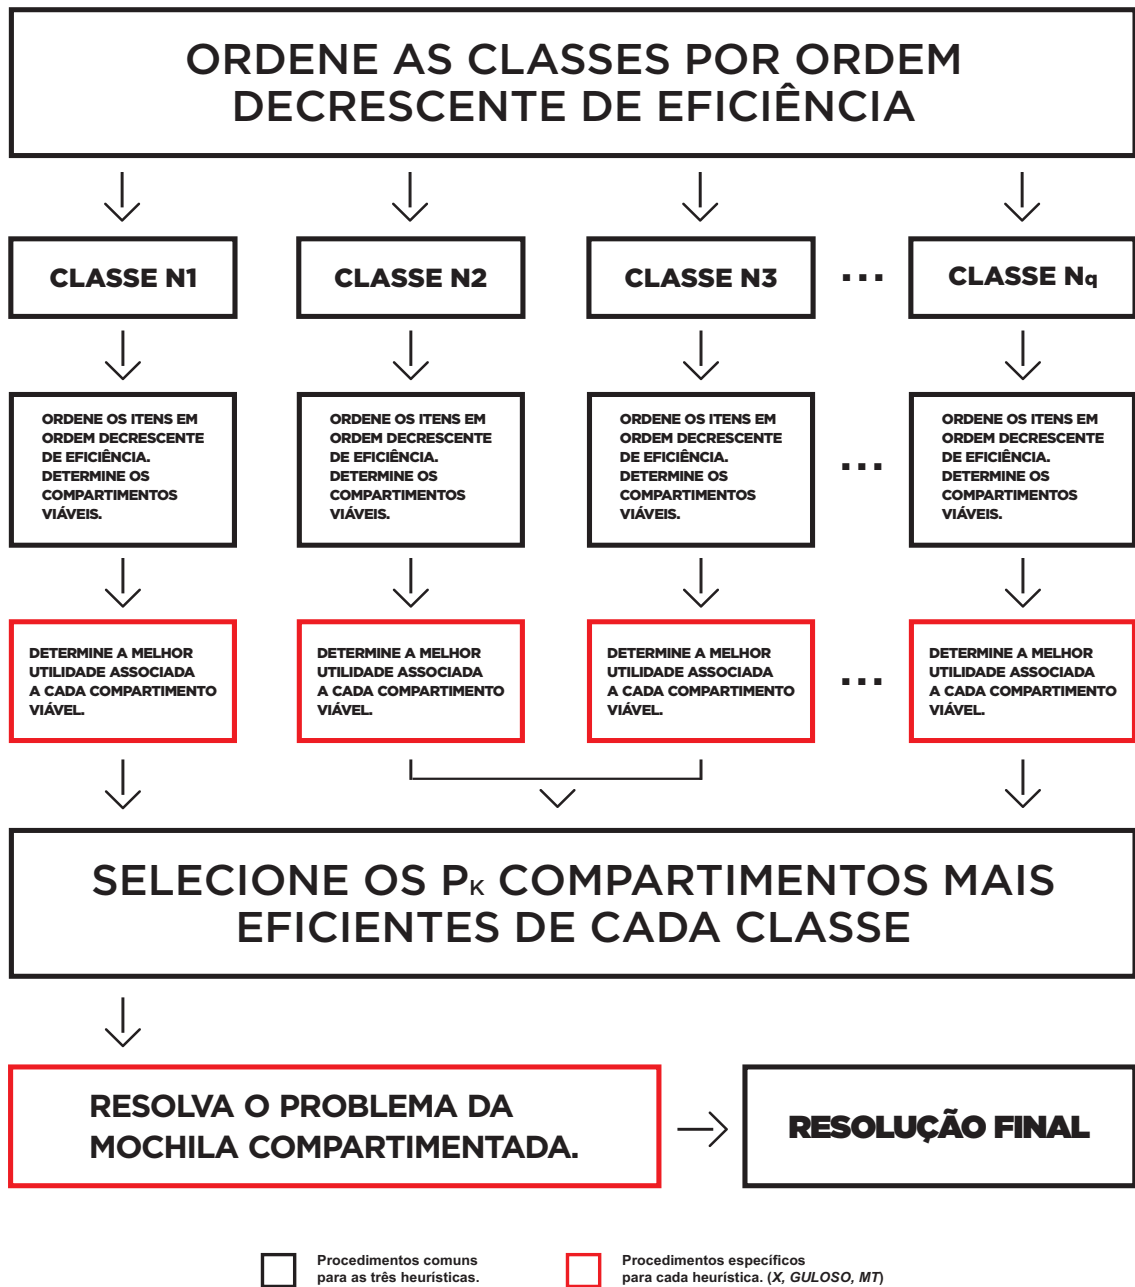 ORDENE AS CLASSES POR ORDEM
DECRESCENTE DE EFICIÊNCIA
CLASSE N1
CLASSE N2
CLASSE N3
...
CLASSE Nq
ORDENE OS ITENS EM
ORDEM DECRESCENTE
DE EFICIÊNCIA.
DETERMINE OS
COMPARTIMENTOS
VIÁVEIS.
ORDENE OS ITENS EM
ORDEM DECRESCENTE
DE EFICIÊNCIA.
DETERMINE OS
COMPARTIMENTOS
VIÁVEIS.
ORDENE OS ITENS EM
ORDEM DECRESCENTE
DE EFICIÊNCIA.
DETERMINE OS
COMPARTIMENTOS
VIÁVEIS.
...
ORDENE OS ITENS EM
ORDEM DECRESCENTE
DE EFICIÊNCIA.
DETERMINE OS
COMPARTIMENTOS
VIÁVEIS.
DETERMINE A MELHOR
UTILIDADE ASSOCIADA
A CADA COMPARTIMENTO
VIÁVEL.
DETERMINE A MELHOR
UTILIDADE ASSOCIADA
A CADA COMPARTIMENTO
VIÁVEL.
DETERMINE A MELHOR
UTILIDADE ASSOCIADA
A CADA COMPARTIMENTO
VIÁVEL.
...
DETERMINE A MELHOR
UTILIDADE ASSOCIADA
A CADA COMPARTIMENTO
VIÁVEL.
SELECIONE OS PK COMPARTIMENTOS MAIS
EFICIENTES DE CADA CLASSE
RESOLVA O PROBLEMA DA
MOCHILA COMPARTIMENTADA.
RESOLUÇÃO FINAL
Procedimentos comuns
para as três heurísticas.
Procedimentos específicos
para cada heurística. (X, GULOSO, MT)